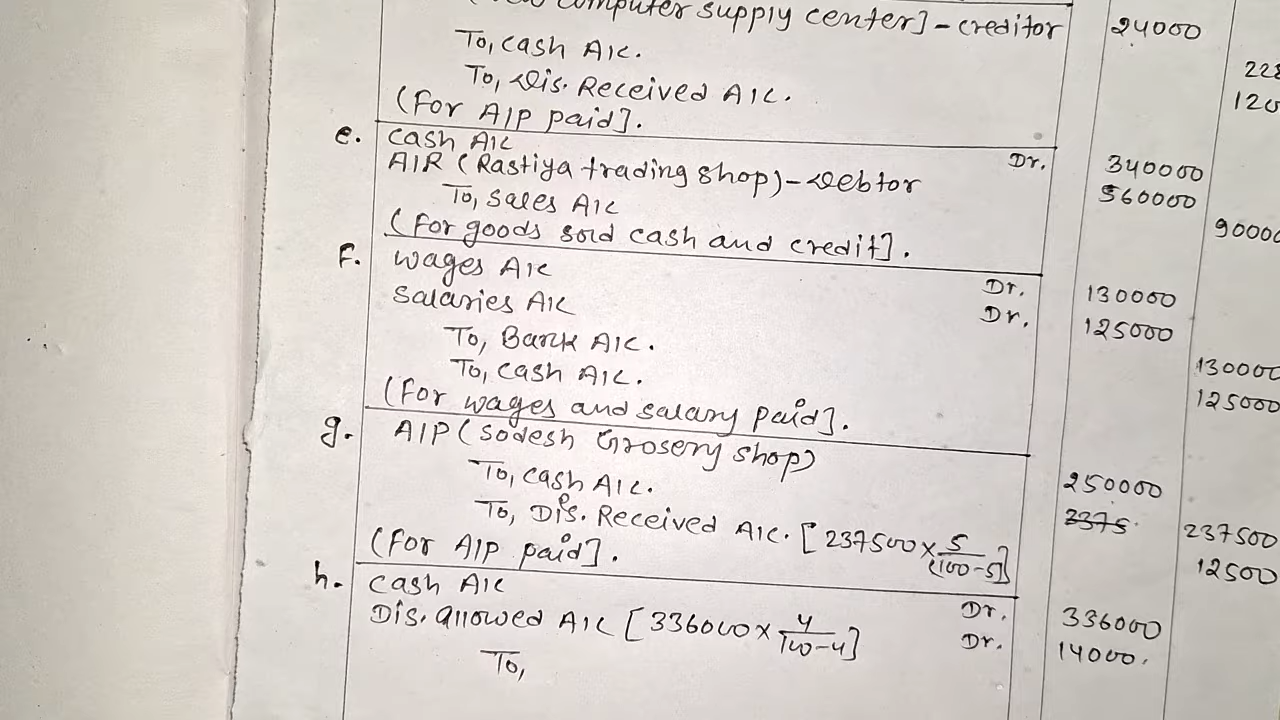 computer supply center] - creditor 24000
To, cash A/c.
To, Dis. Received A/c.
(For A/P paid].
e. cash A/c Dr. 340000
A/R (Rastiya trading shop) - Debtor 560000
To, sales A/c
(For goods sold cash and credit].
F. wages A/c Dr. 130000
Salaries A/c Dr. 125000
To, Bank A/c. 130000
To, cash A/c. 125000
(For wages and salary paid].
g. A/P (Sodesh Grosery shop) 250000
To, cash A/c. 2375 237500
To, Dis. Received A/c. [237500 x 5/(100-5)] 12500
(For A/P paid].
h. cash A/c Dr. 336000
Dis. allowed A/c [336000 x 4/100-4] Dr. 14000.
To,